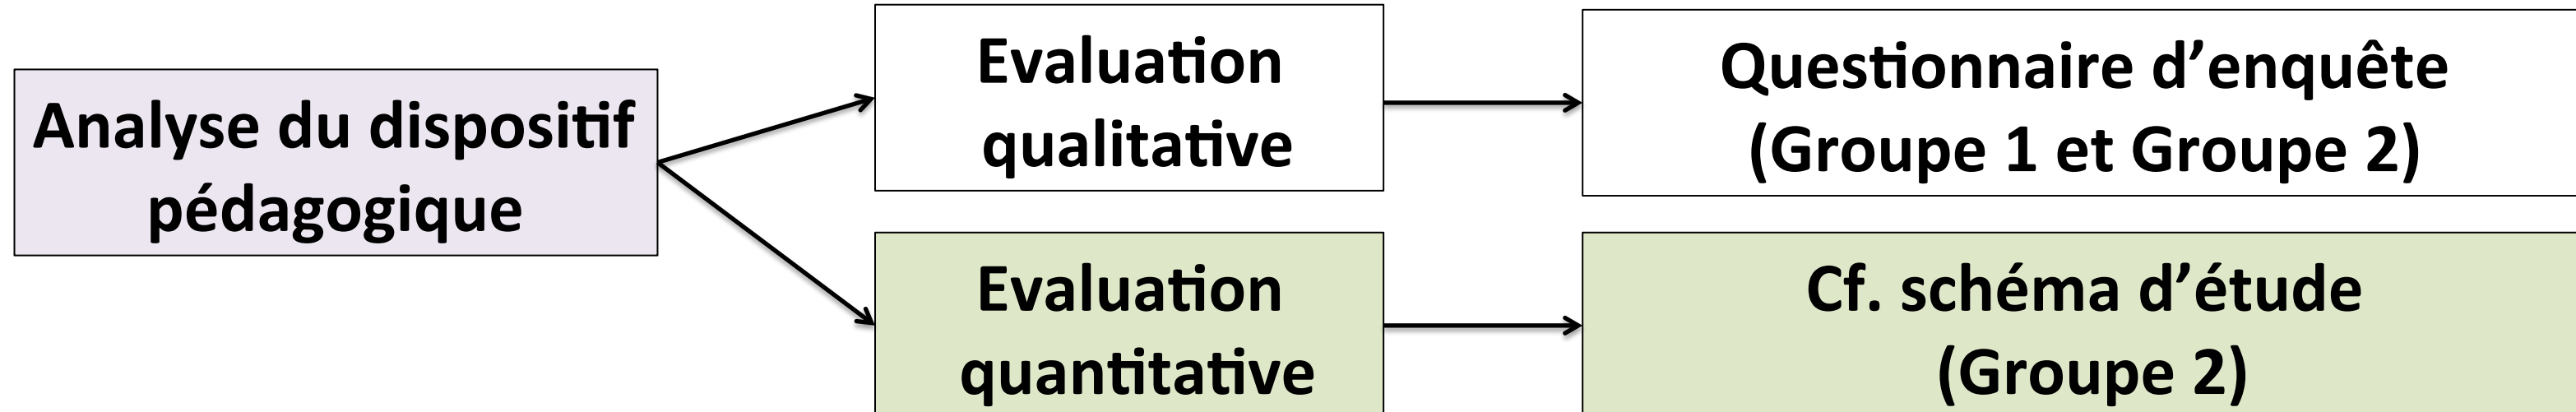 Analyse du dispositif
pédagogique
Evaluation
qualitative
Questionnaire d’enquête
(Groupe 1 et Groupe 2)
Evaluation
quantitative
Cf. schéma d’étude
(Groupe 2)